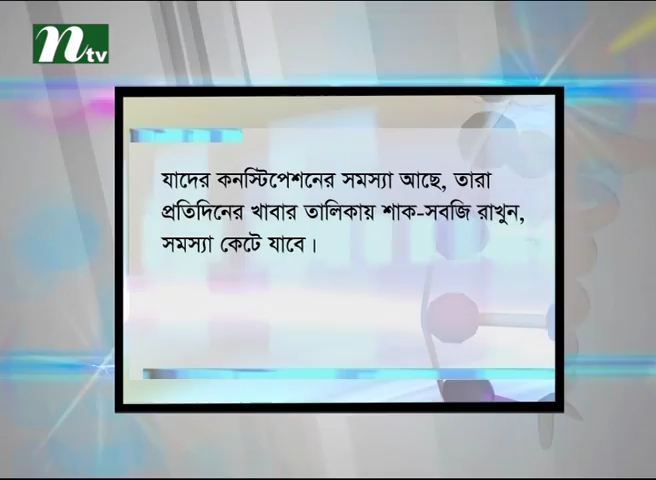 ntv
যাদের কনস্টিপেশনের সমস্যা আছে, তারা
প্রতিদিনের খাবার তালিকায় শাক-সবজি রাখুন,
সমস্যা কেটে যাবে।